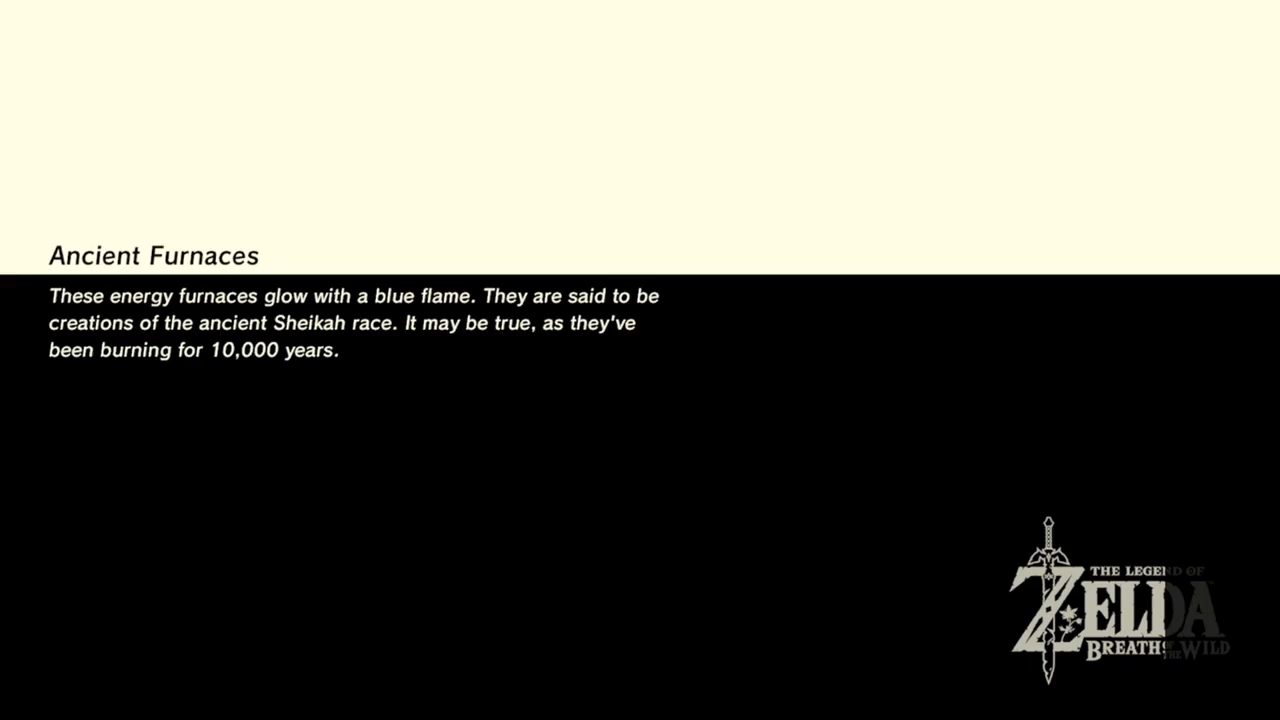 Ancient Furnaces
These energy furnaces glow with a blue flame. They are said to be
creations of the ancient Sheikah race. It may be true, as they've
been burning for 10,000 years.
THE LEGEND OF
ZELDA
BREATH OF THE WILD